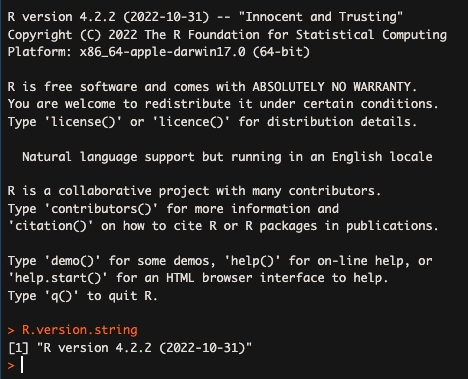 R version 4.2.2 (2022-10-31) -- "Innocent and Trusting"
Copyright (C) 2022 The R Foundation for Statistical Computing
Platform: x86_64-apple-darwin17.0 (64-bit)

R is free software and comes with ABSOLUTELY NO WARRANTY.
You are welcome to redistribute it under certain conditions.
Type 'license()' or 'licence()' for distribution details.

  Natural language support but running in an English locale

R is a collaborative project with many contributors.
Type 'contributors()' for more information and
'citation()' on how to cite R or R packages in publications.

Type 'demo()' for some demos, 'help()' for on-line help, or
'help.start()' for an HTML browser interface to help.
Type 'q()' to quit R.

> R.version.string
[1] "R version 4.2.2 (2022-10-31)"
>